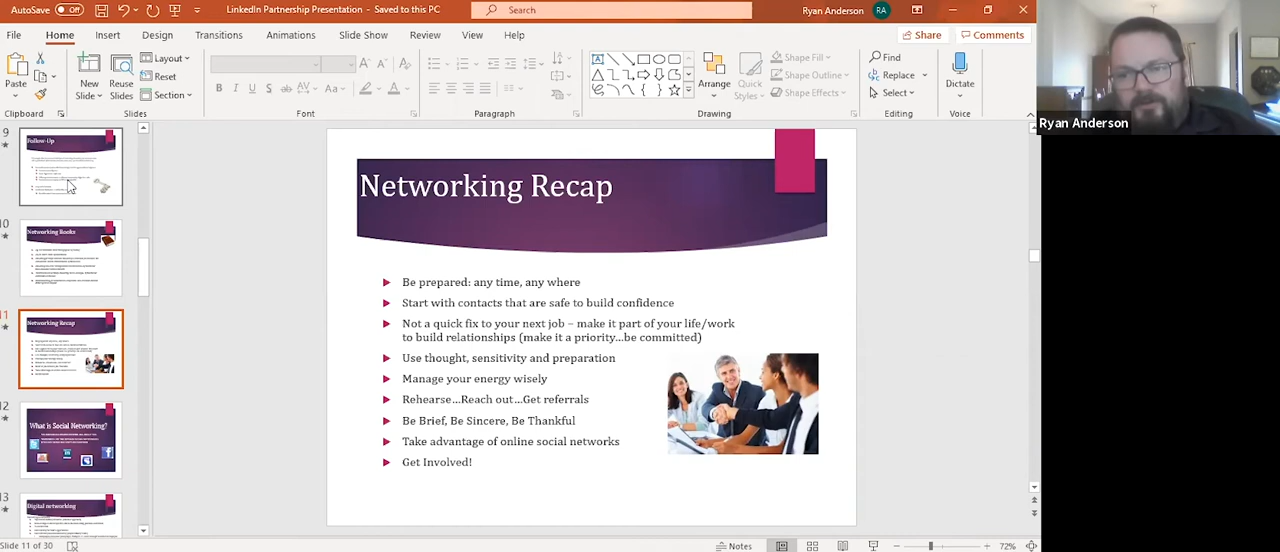 AutoSave Off
LinkedIn Partnership Presentation - Saved to this PC
Search
Ryan Anderson RA
File Home Insert Design Transitions Animations Slide Show Review View Help
Share Comments
Paste
New Slide
Reuse Slides
Layout
Reset
Section
Arrange
Quick Styles
Shape Fill
Shape Outline
Shape Effects
Find
Replace
Select
Dictate
Clipboard Slides Font Paragraph Drawing Editing Voice
Ryan Anderson
9
Follow-Up
10
Networking Books
11
Networking Recap
12
What is Social Networking?
13
Digital networking
Networking Recap
Be prepared: any time, any where
Start with contacts that are safe to build confidence
Not a quick fix to your next job – make it part of your life/work
to build relationships (make it a priority…be committed)
Use thought, sensitivity and preparation
Manage your energy wisely
Rehearse…Reach out…Get referrals
Be Brief, Be Sincere, Be Thankful
Take advantage of online social networks
Get Involved!
Slide 11 of 30
Notes
72%